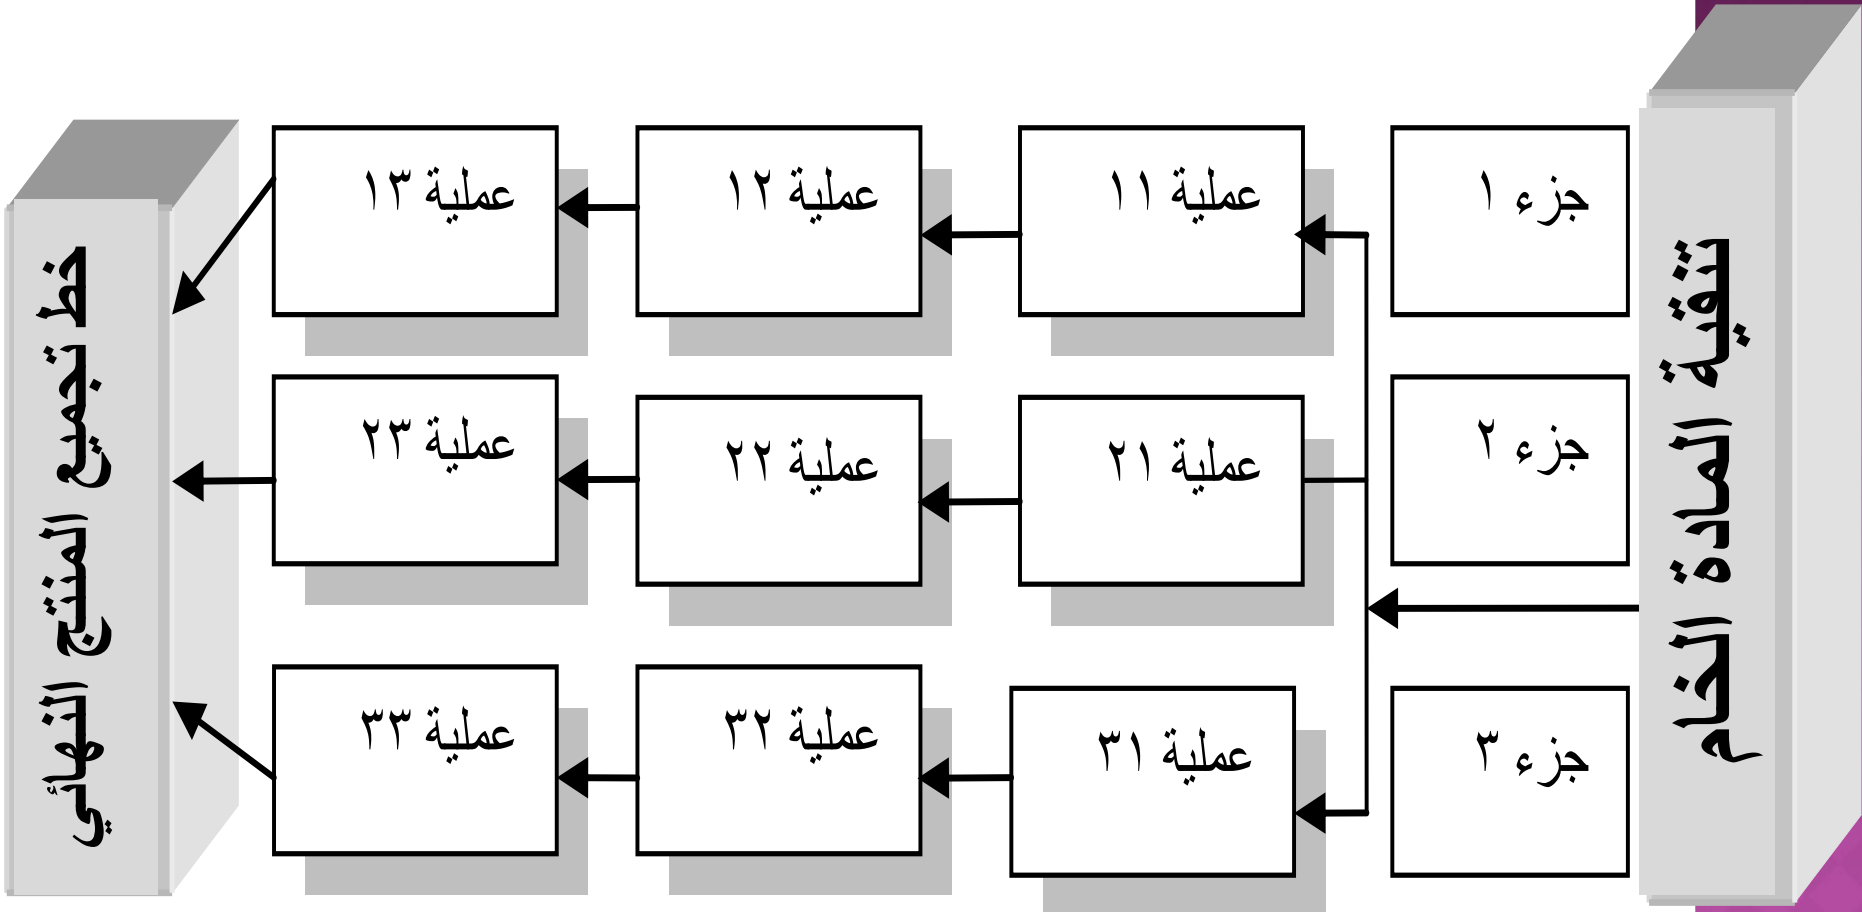 تنقية المادة الخام
جزء ١
عملية ١١
عملية ١٢
عملية ١٣
جزء ٢
عملية ٢١
عملية ٢٢
عملية ٢٣
جزء ٣
عملية ٣١
عملية ٣٢
عملية ٣٣
خط تجميع المنتج النهائي